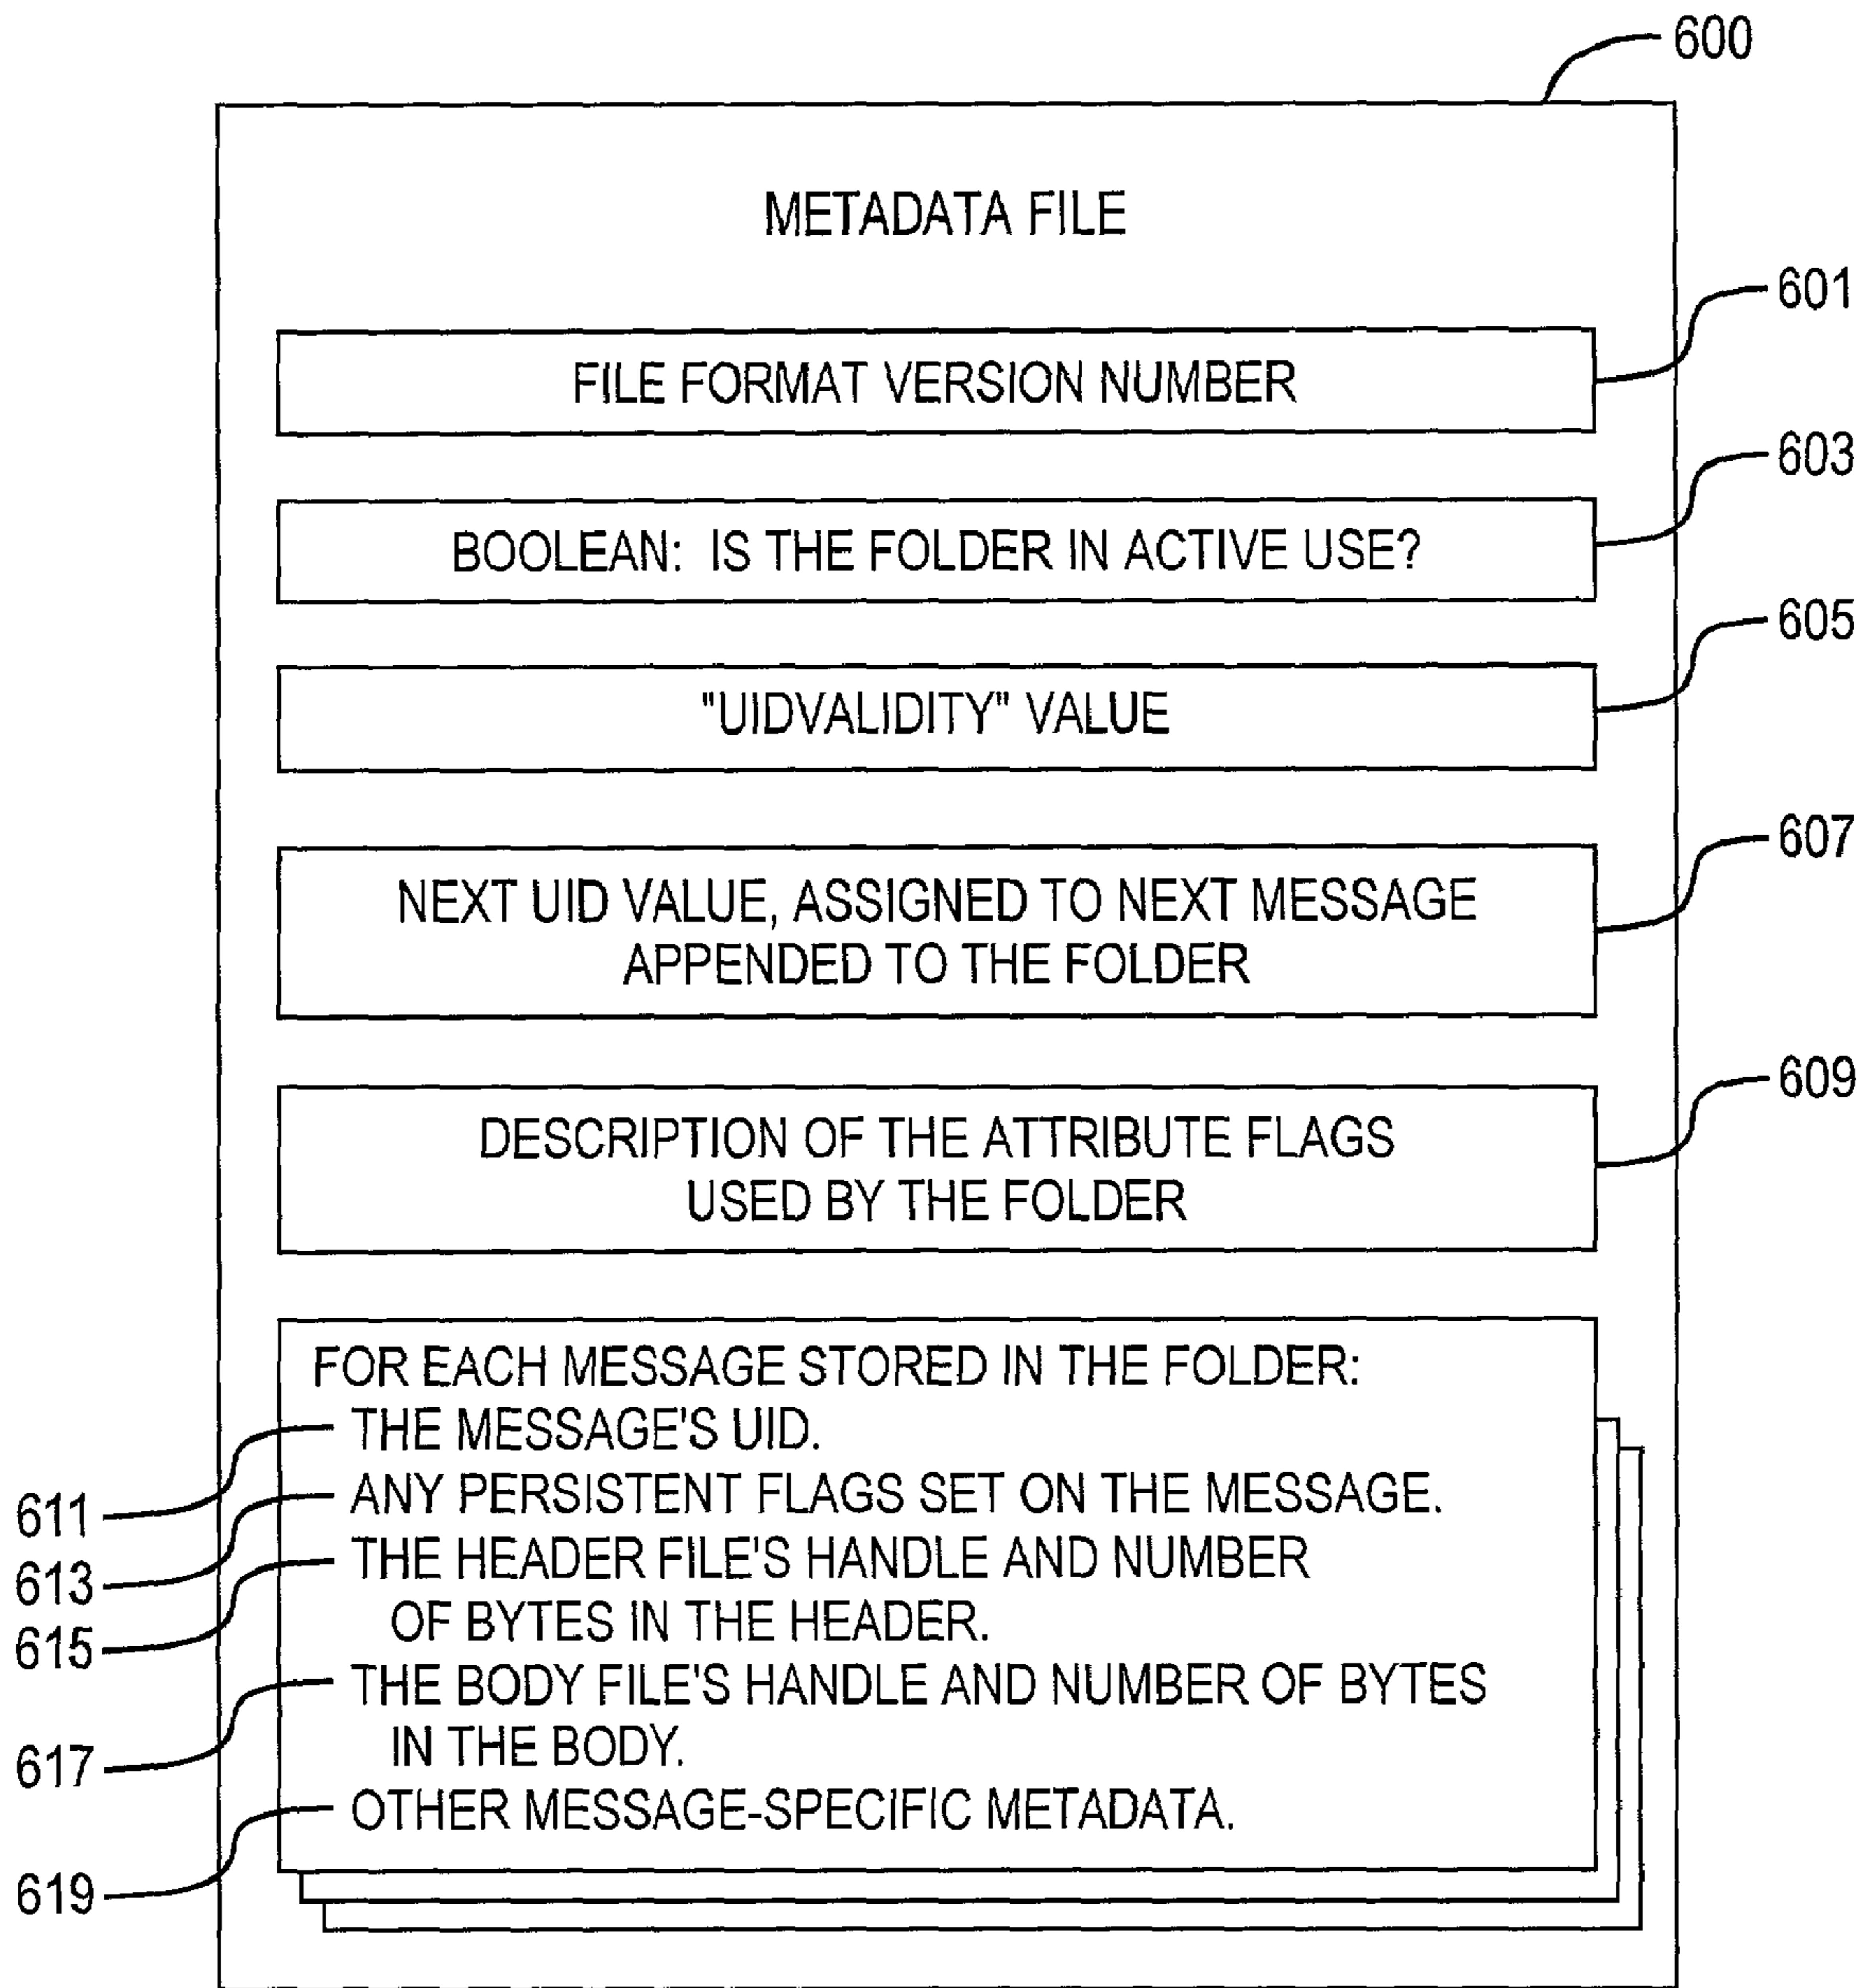 600
METADATA FILE
601
FILE FORMAT VERSION NUMBER
603
BOOLEAN: IS THE FOLDER IN ACTIVE USE?
605
"UIDVALIDITY" VALUE
607
NEXT UID VALUE, ASSIGNED TO NEXT MESSAGE
APPENDED TO THE FOLDER
609
DESCRIPTION OF THE ATTRIBUTE FLAGS
USED BY THE FOLDER
FOR EACH MESSAGE STORED IN THE FOLDER:
THE MESSAGE'S UID.
611
ANY PERSISTENT FLAGS SET ON THE MESSAGE.
613
THE HEADER FILE'S HANDLE AND NUMBER
OF BYTES IN THE HEADER.
615
THE BODY FILE'S HANDLE AND NUMBER OF BYTES
IN THE BODY.
617
OTHER MESSAGE-SPECIFIC METADATA.
619